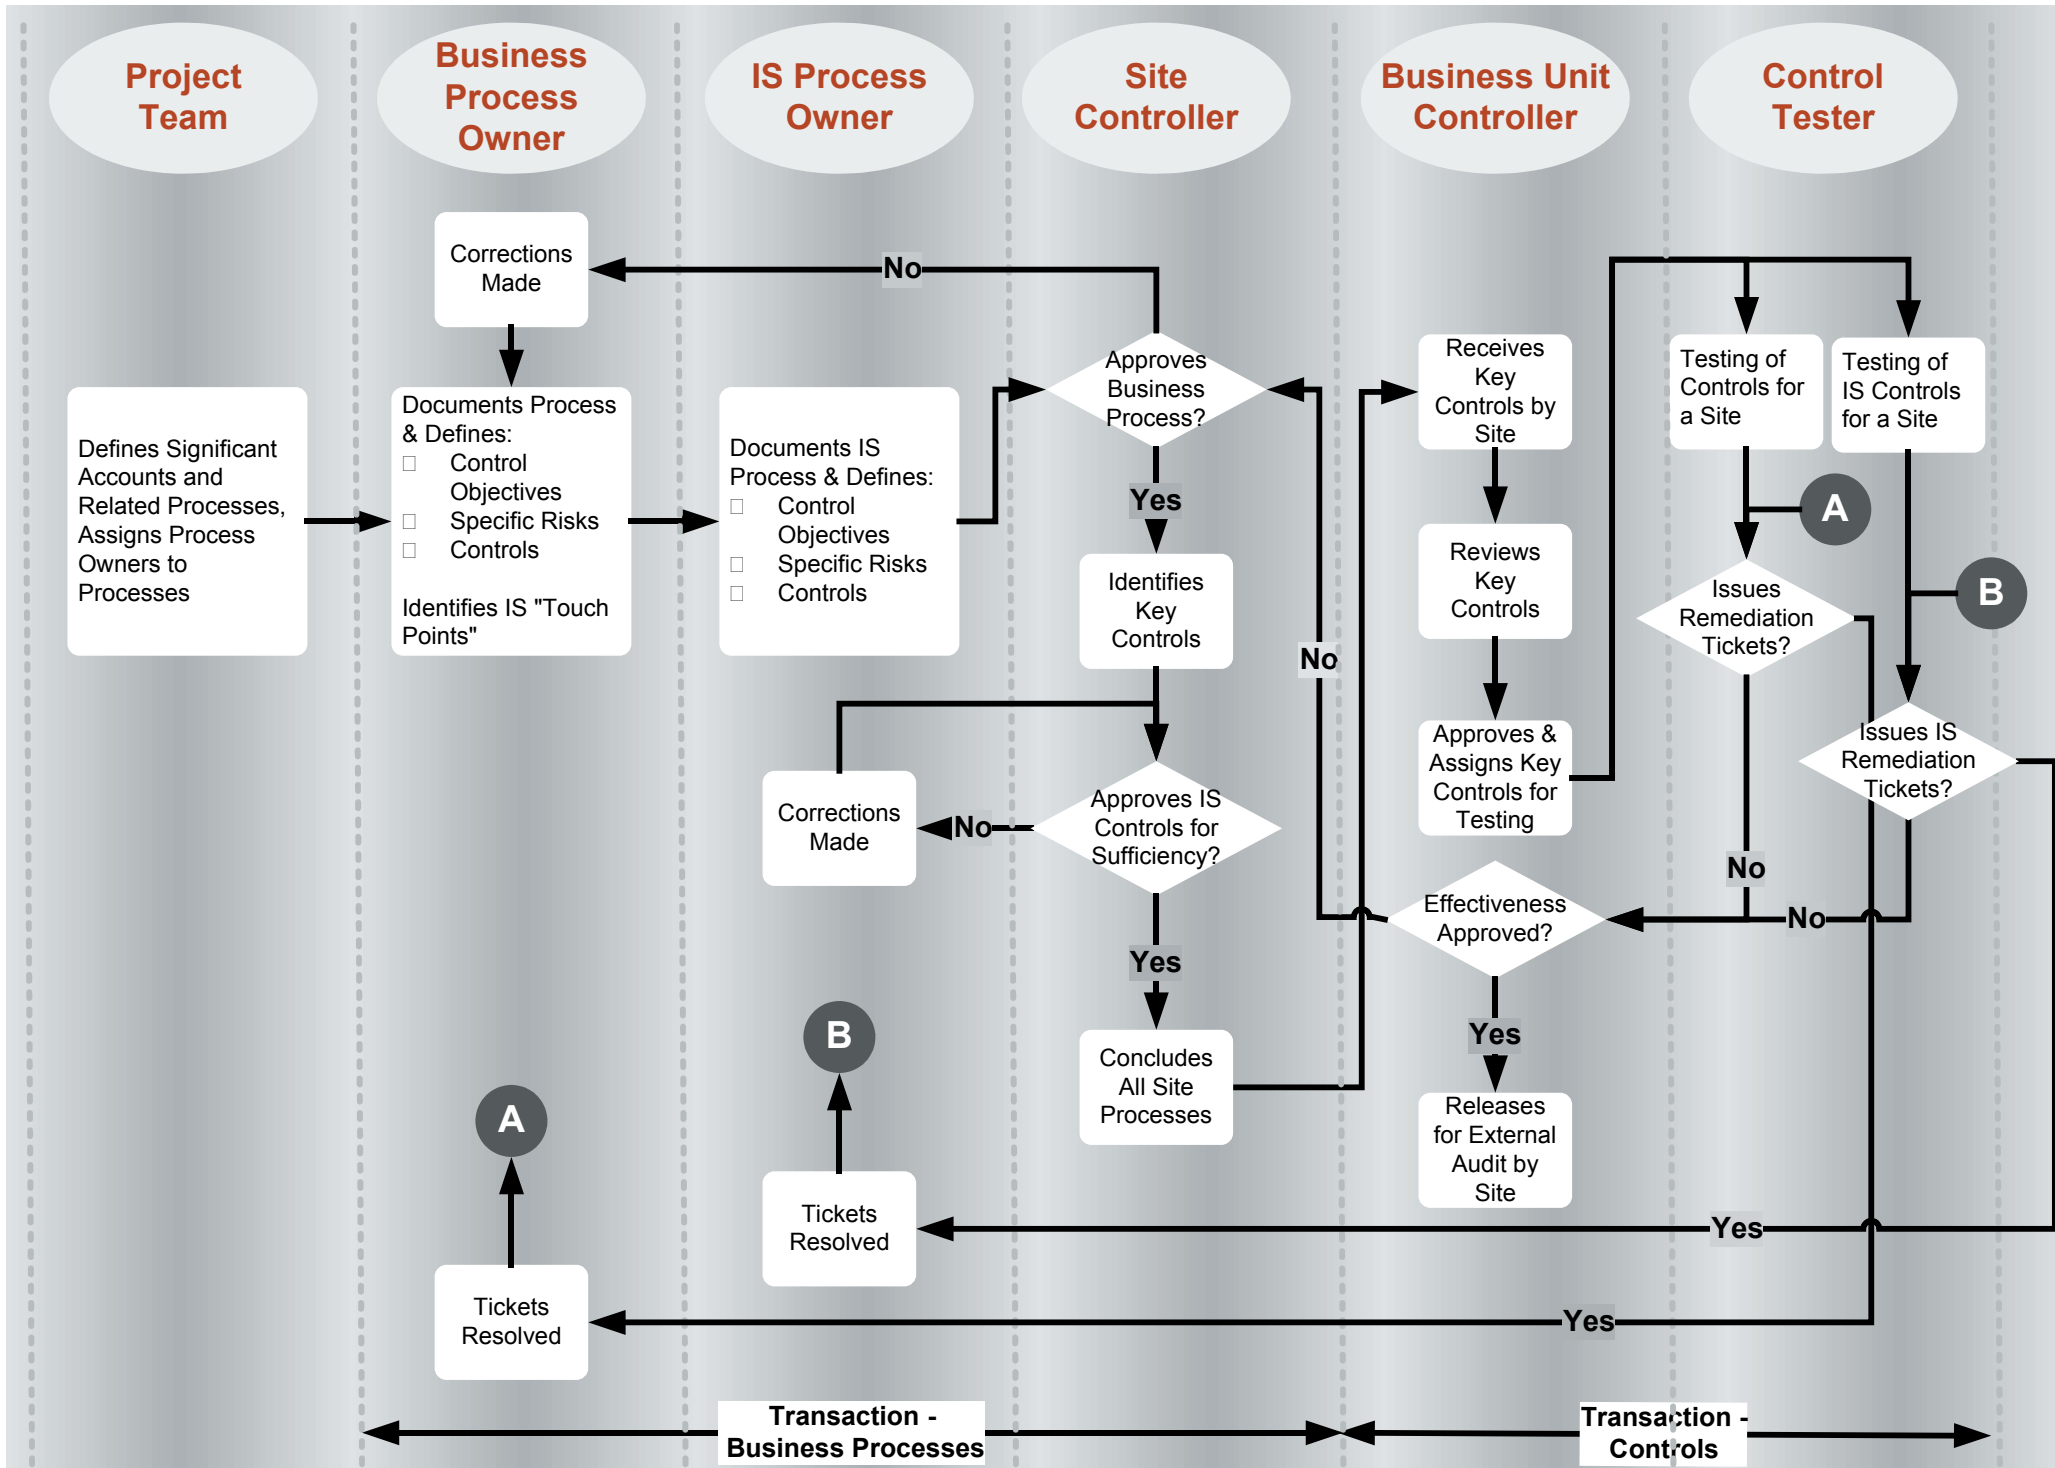 Project
Team
Business
Process
Owner
IS Process
Owner
Site
Controller
Business Unit
Controller
Control
Tester
Corrections
Made
No
Defines Significant
Accounts and
Related Processes,
Assigns Process
Owners to
Processes
Documents Process
& Defines:
Control
Objectives
Specific Risks
Controls
Identifies IS "Touch
Points"
Documents IS
Process & Defines:
Control
Objectives
Specific Risks
Controls
Approves
Business
Process?
Yes
Identifies
Key
Controls
Corrections
Made
No
Approves IS
Controls for
Sufficiency?
Yes
Concludes
All Site
Processes
No
Receives
Key
Controls by
Site
Reviews
Key
Controls
Approves &
Assigns Key
Controls for
Testing
Effectiveness
Approved?
Yes
Releases
for External
Audit by
Site
Testing of
Controls for
a Site
Testing of
IS Controls
for a Site
A
B
Issues
Remediation
Tickets?
Issues IS
Remediation
Tickets?
No
No
B
A
Tickets
Resolved
Yes
Tickets
Resolved
Yes
Transaction -
Business Processes
Transaction -
Controls